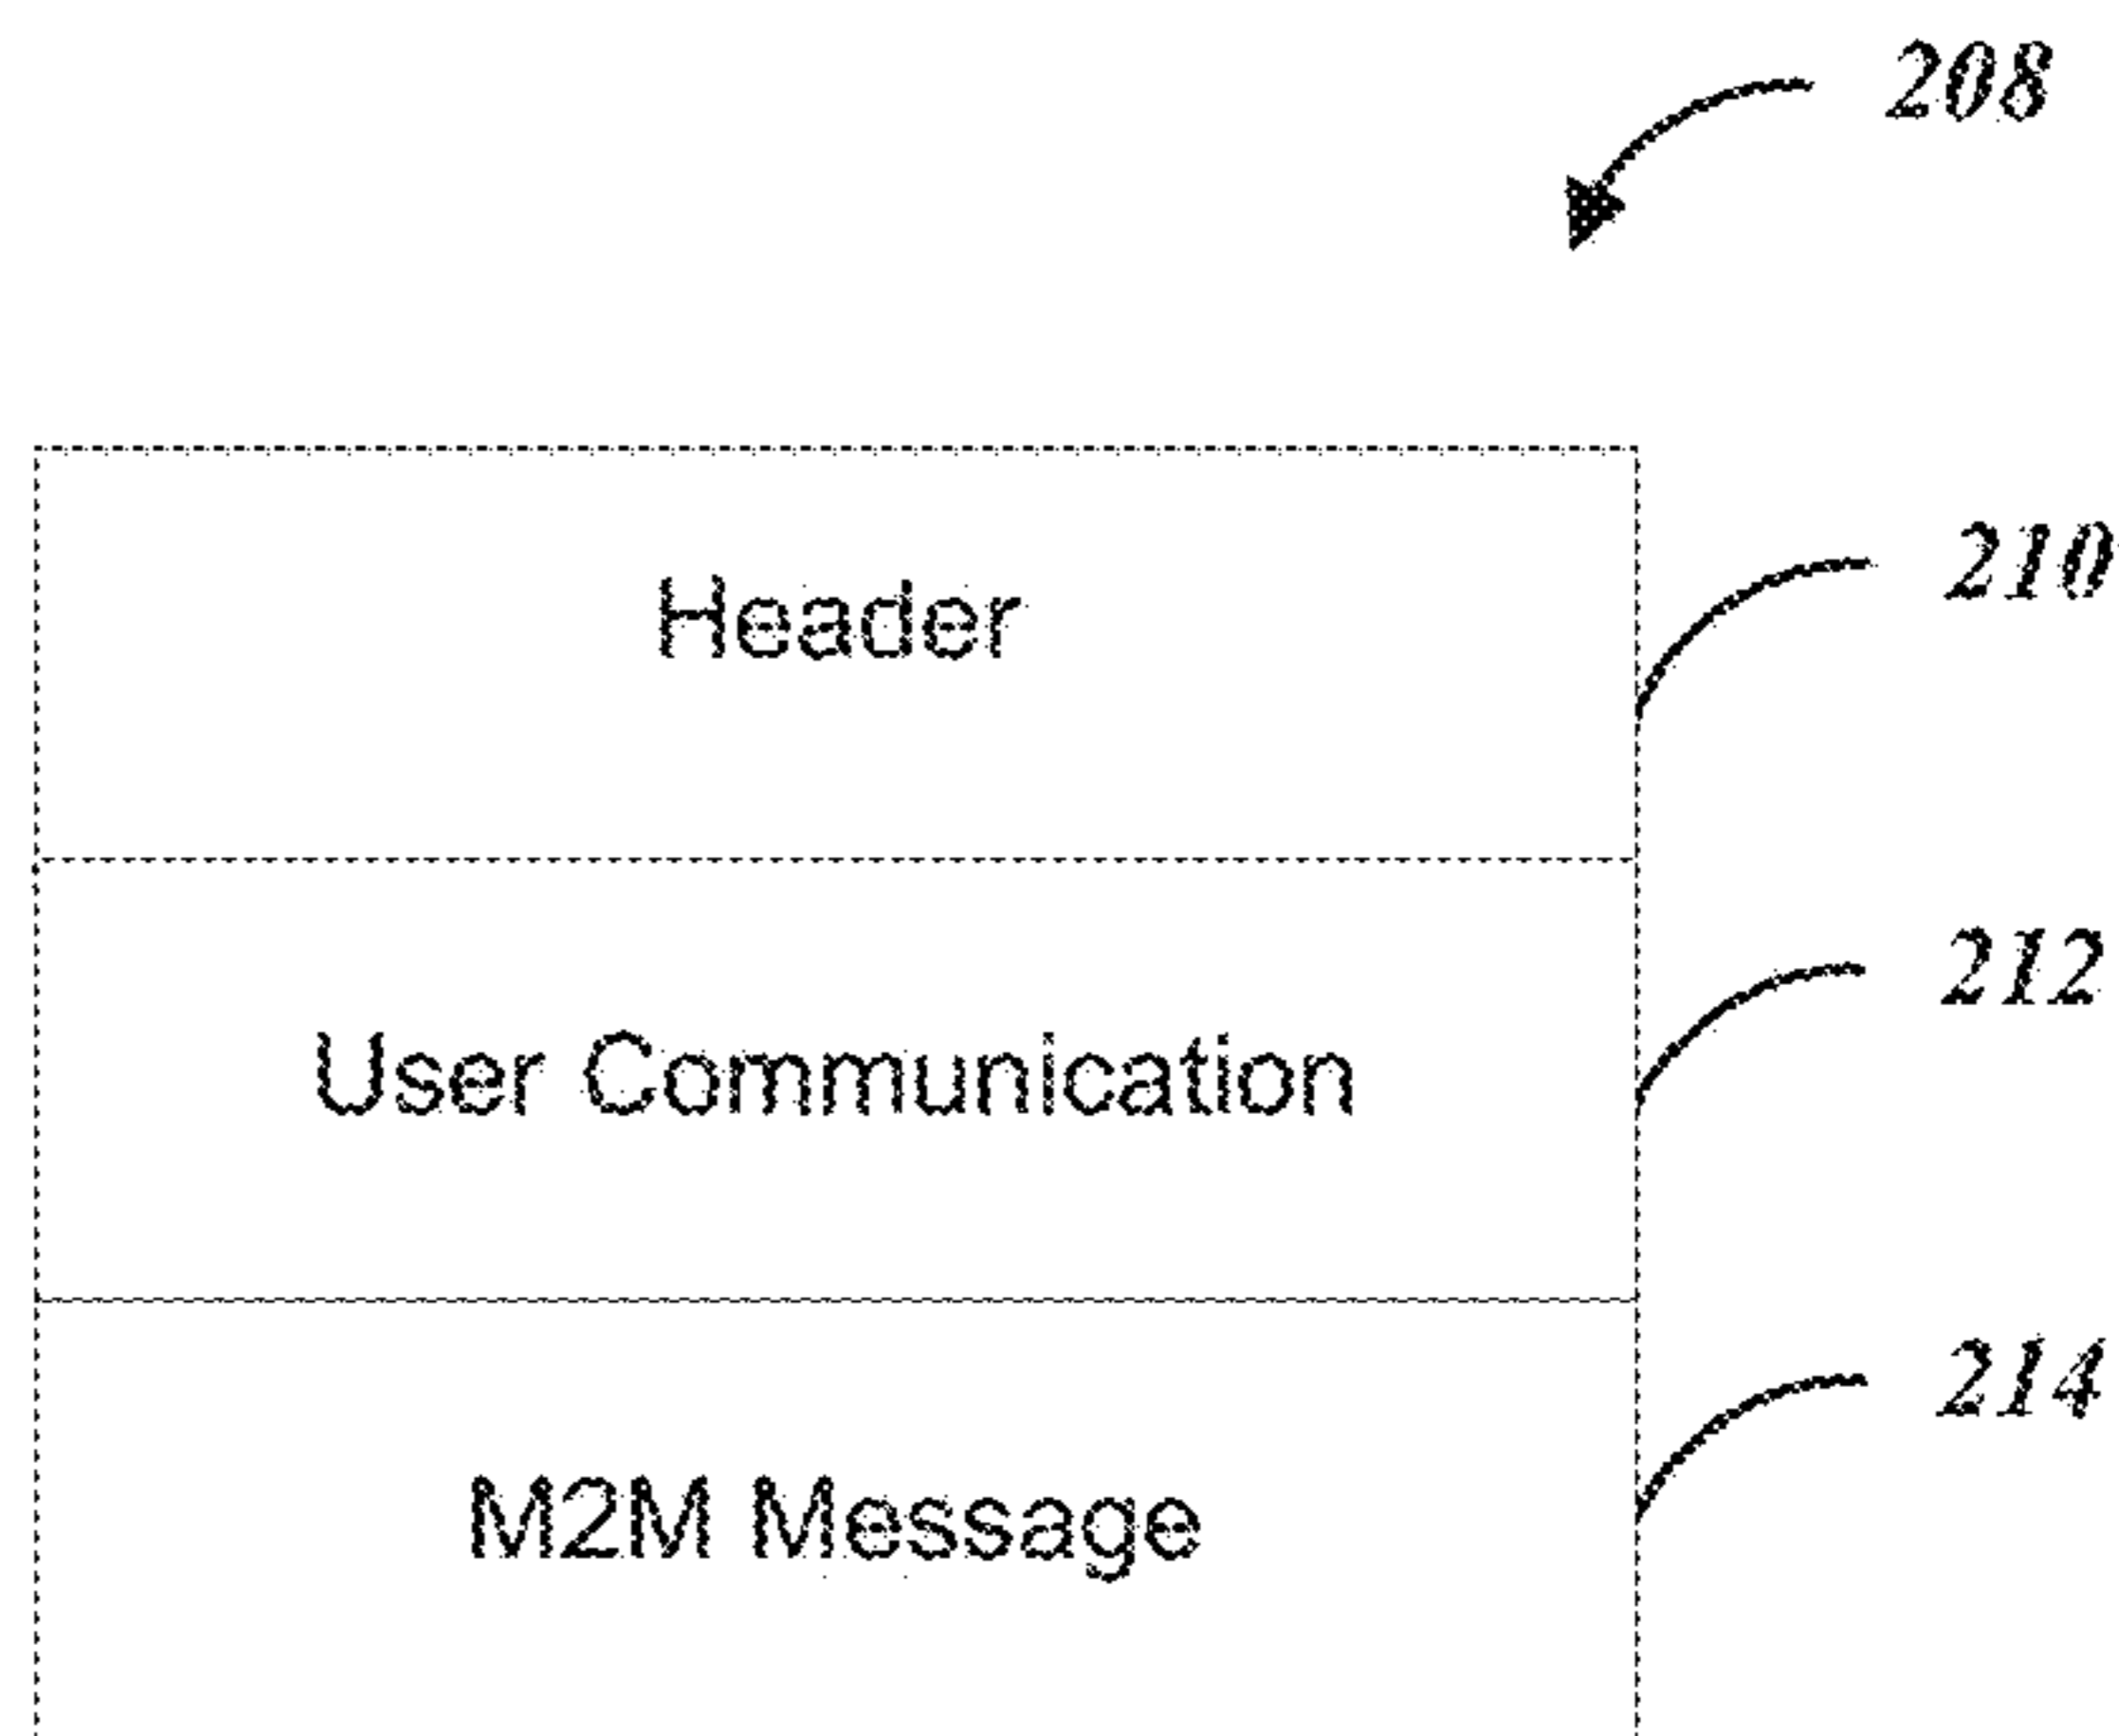 208
Header
210
User Communication
212
M2M Message
214